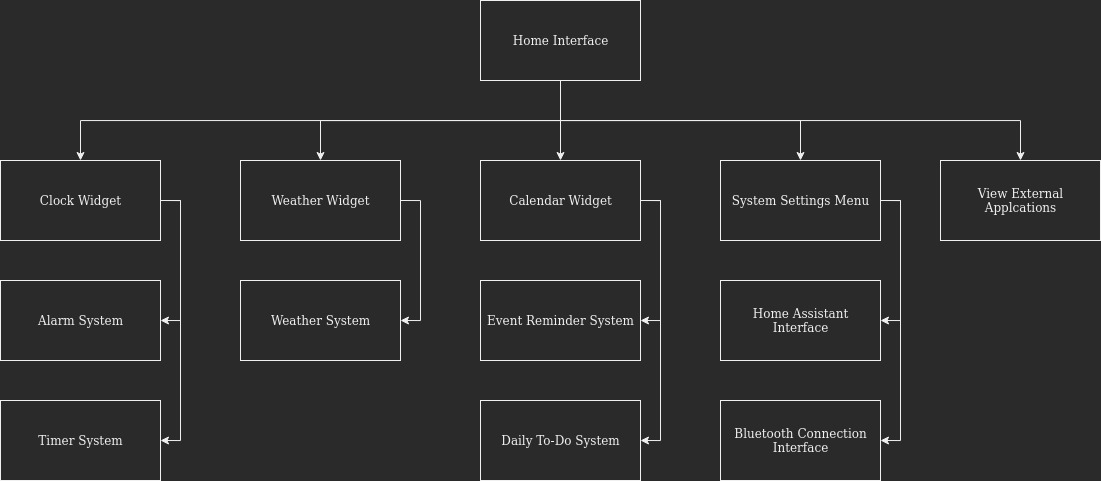 Home Interface
Clock Widget
Weather Widget
Calendar Widget
System Settings Menu
View External
Applcations
Alarm System
Weather System
Event Reminder System
Home Assistant
Interface
Timer System
Daily To-Do System
Bluetooth Connection
Interface